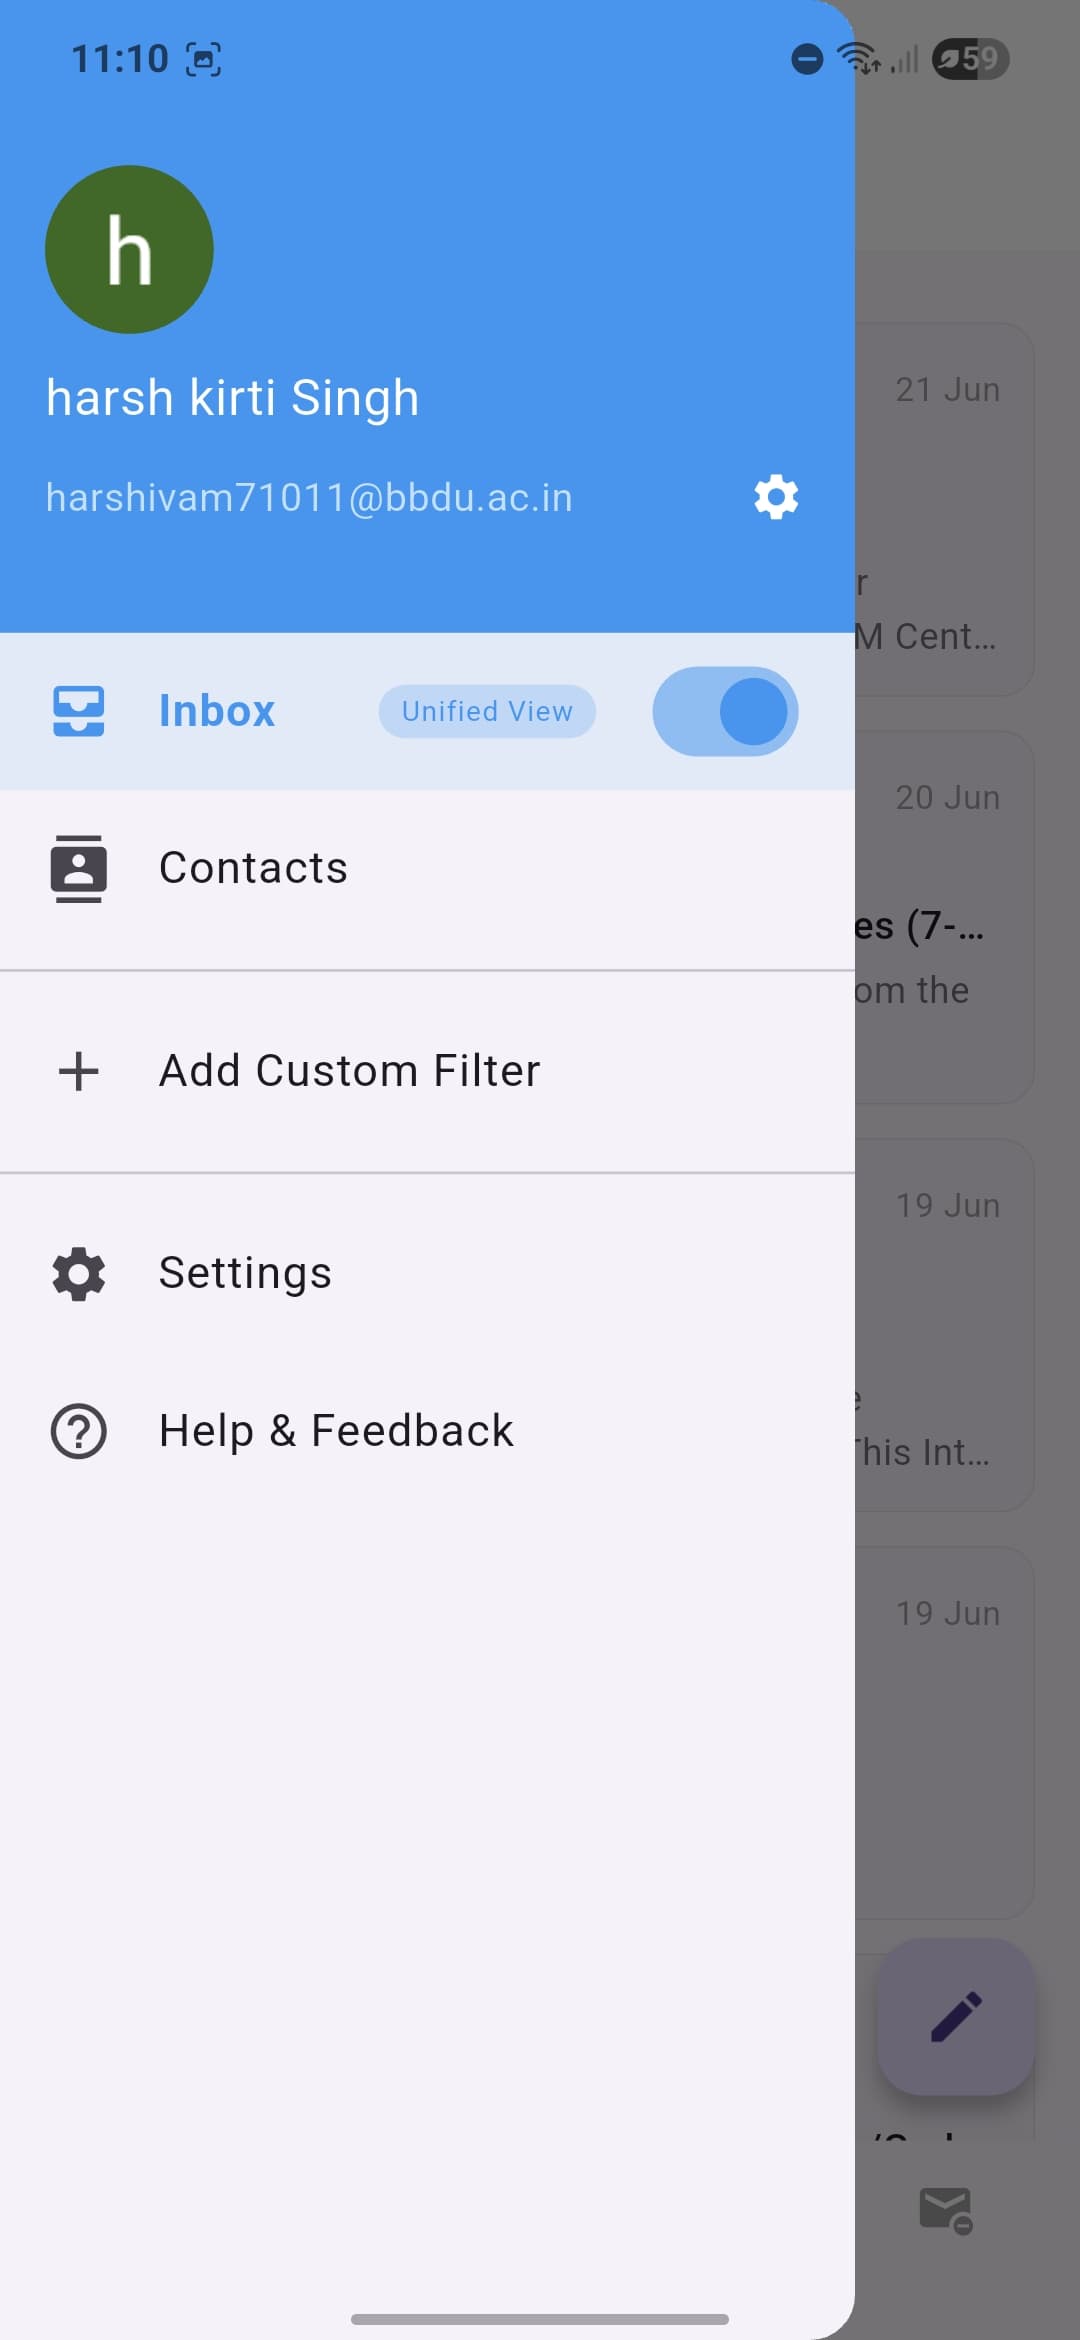 11:10
59
h
harsh kirti Singh
harshivam71011@bbdu.ac.in
Inbox
Unified View
Contacts
Add Custom Filter
Settings
Help & Feedback
21 Jun
r
M Cent...
20 Jun
es (7-...
om the
19 Jun
e
This Int...
19 Jun